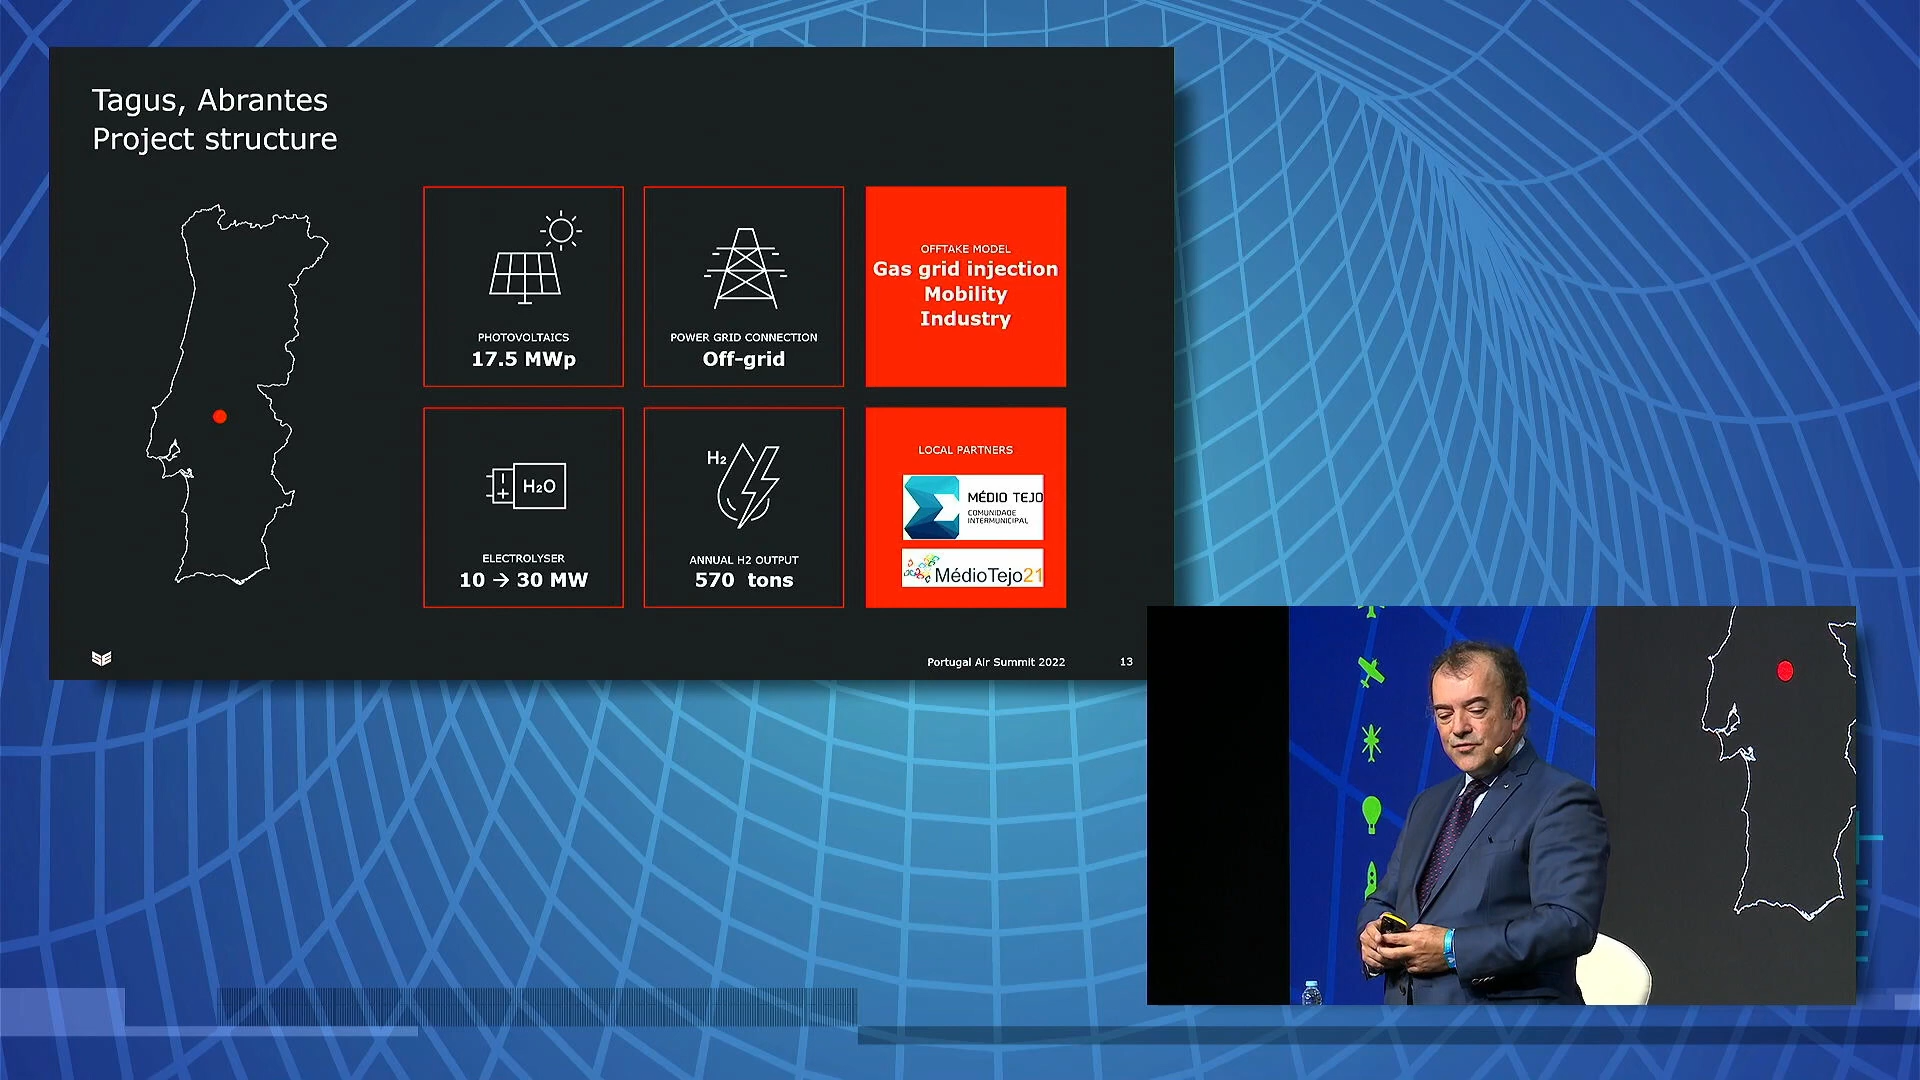 Tagus, Abrantes
Project structure
PHOTOVOLTAICS
17.5 MWp
POWER GRID CONNECTION
Off-grid
OFFTAKE MODEL
Gas grid injection
Mobility
Industry
H₂O
ELECTROLYSER
10 → 30 MW
H₂
ANNUAL H2 OUTPUT
570 tons
LOCAL PARTNERS
MÉDIO TEJO
COMUNIDADE
INTERMUNICIPAL
MédioTejo21
SE
Portugal Air Summit 2022
13